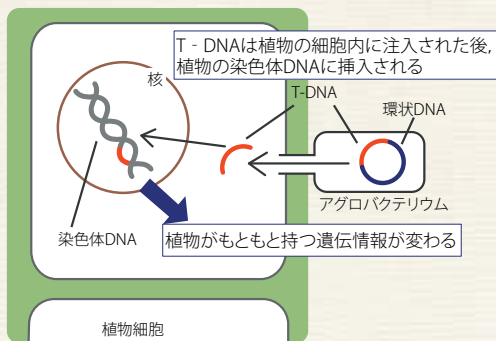 T - DNAは植物の細胞内に注入された後,
植物の染色体DNAに挿入される
核
T-DNA
環状DNA
アグロバクテリウム
染色体DNA
植物がもともと持つ遺伝情報が変わる
植物細胞